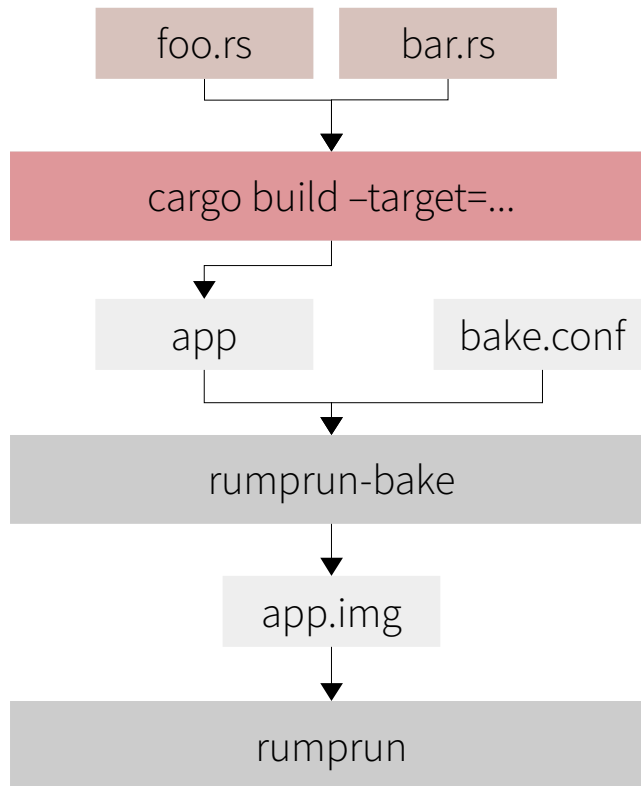 foo.rs
bar.rs
cargo build –target=...
app
bake.conf
rumprun-bake
app.img
rumprun